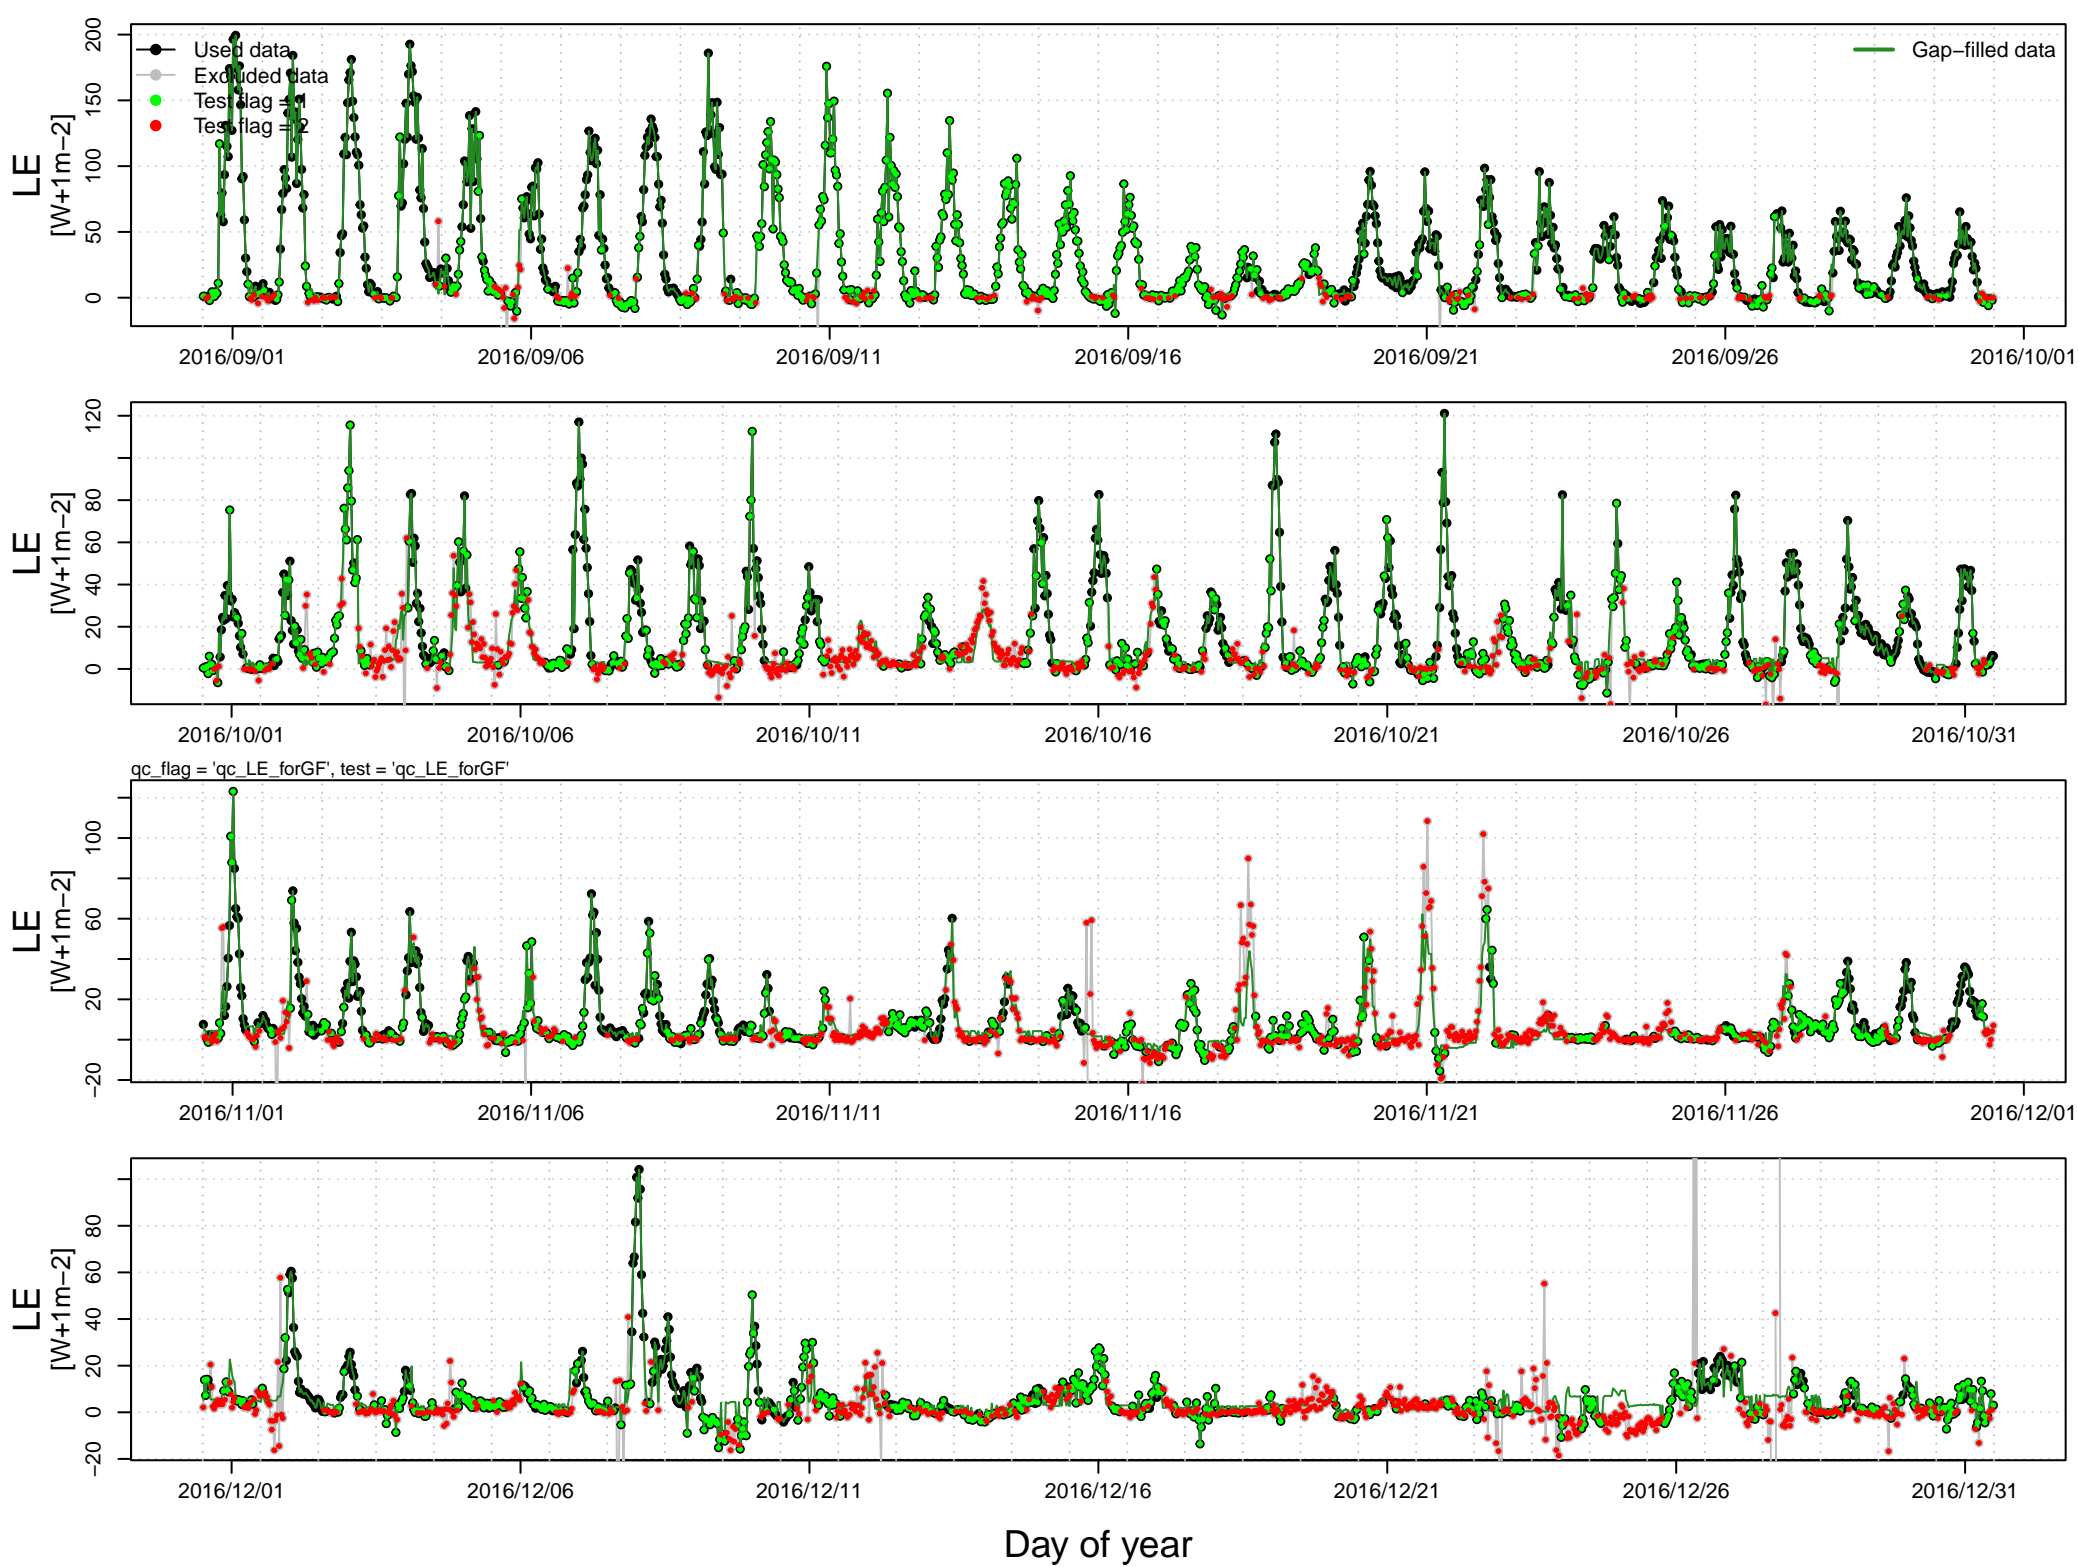 Used data
Excluded data
Test flag = 1
Test flag = 2
Gap−filled data
LE
[W+1m−2]
200
150
100
50
0
2016/09/01 2016/09/06 2016/09/11 2016/09/16 2016/09/21 2016/09/26 2016/10/01
LE
[W+1m−2]
120
80
60
40
20
0
2016/10/01 2016/10/06 2016/10/11 2016/10/16 2016/10/21 2016/10/26 2016/10/31
qc_flag = 'qc_LE_forGF', test = 'qc_LE_forGF'
LE
[W+1m−2]
100
60
20
−20
2016/11/01 2016/11/06 2016/11/11 2016/11/16 2016/11/21 2016/11/26 2016/12/01
LE
[W+1m−2]
80
60
40
20
0
−20
2016/12/01 2016/12/06 2016/12/11 2016/12/16 2016/12/21 2016/12/26 2016/12/31
Day of year